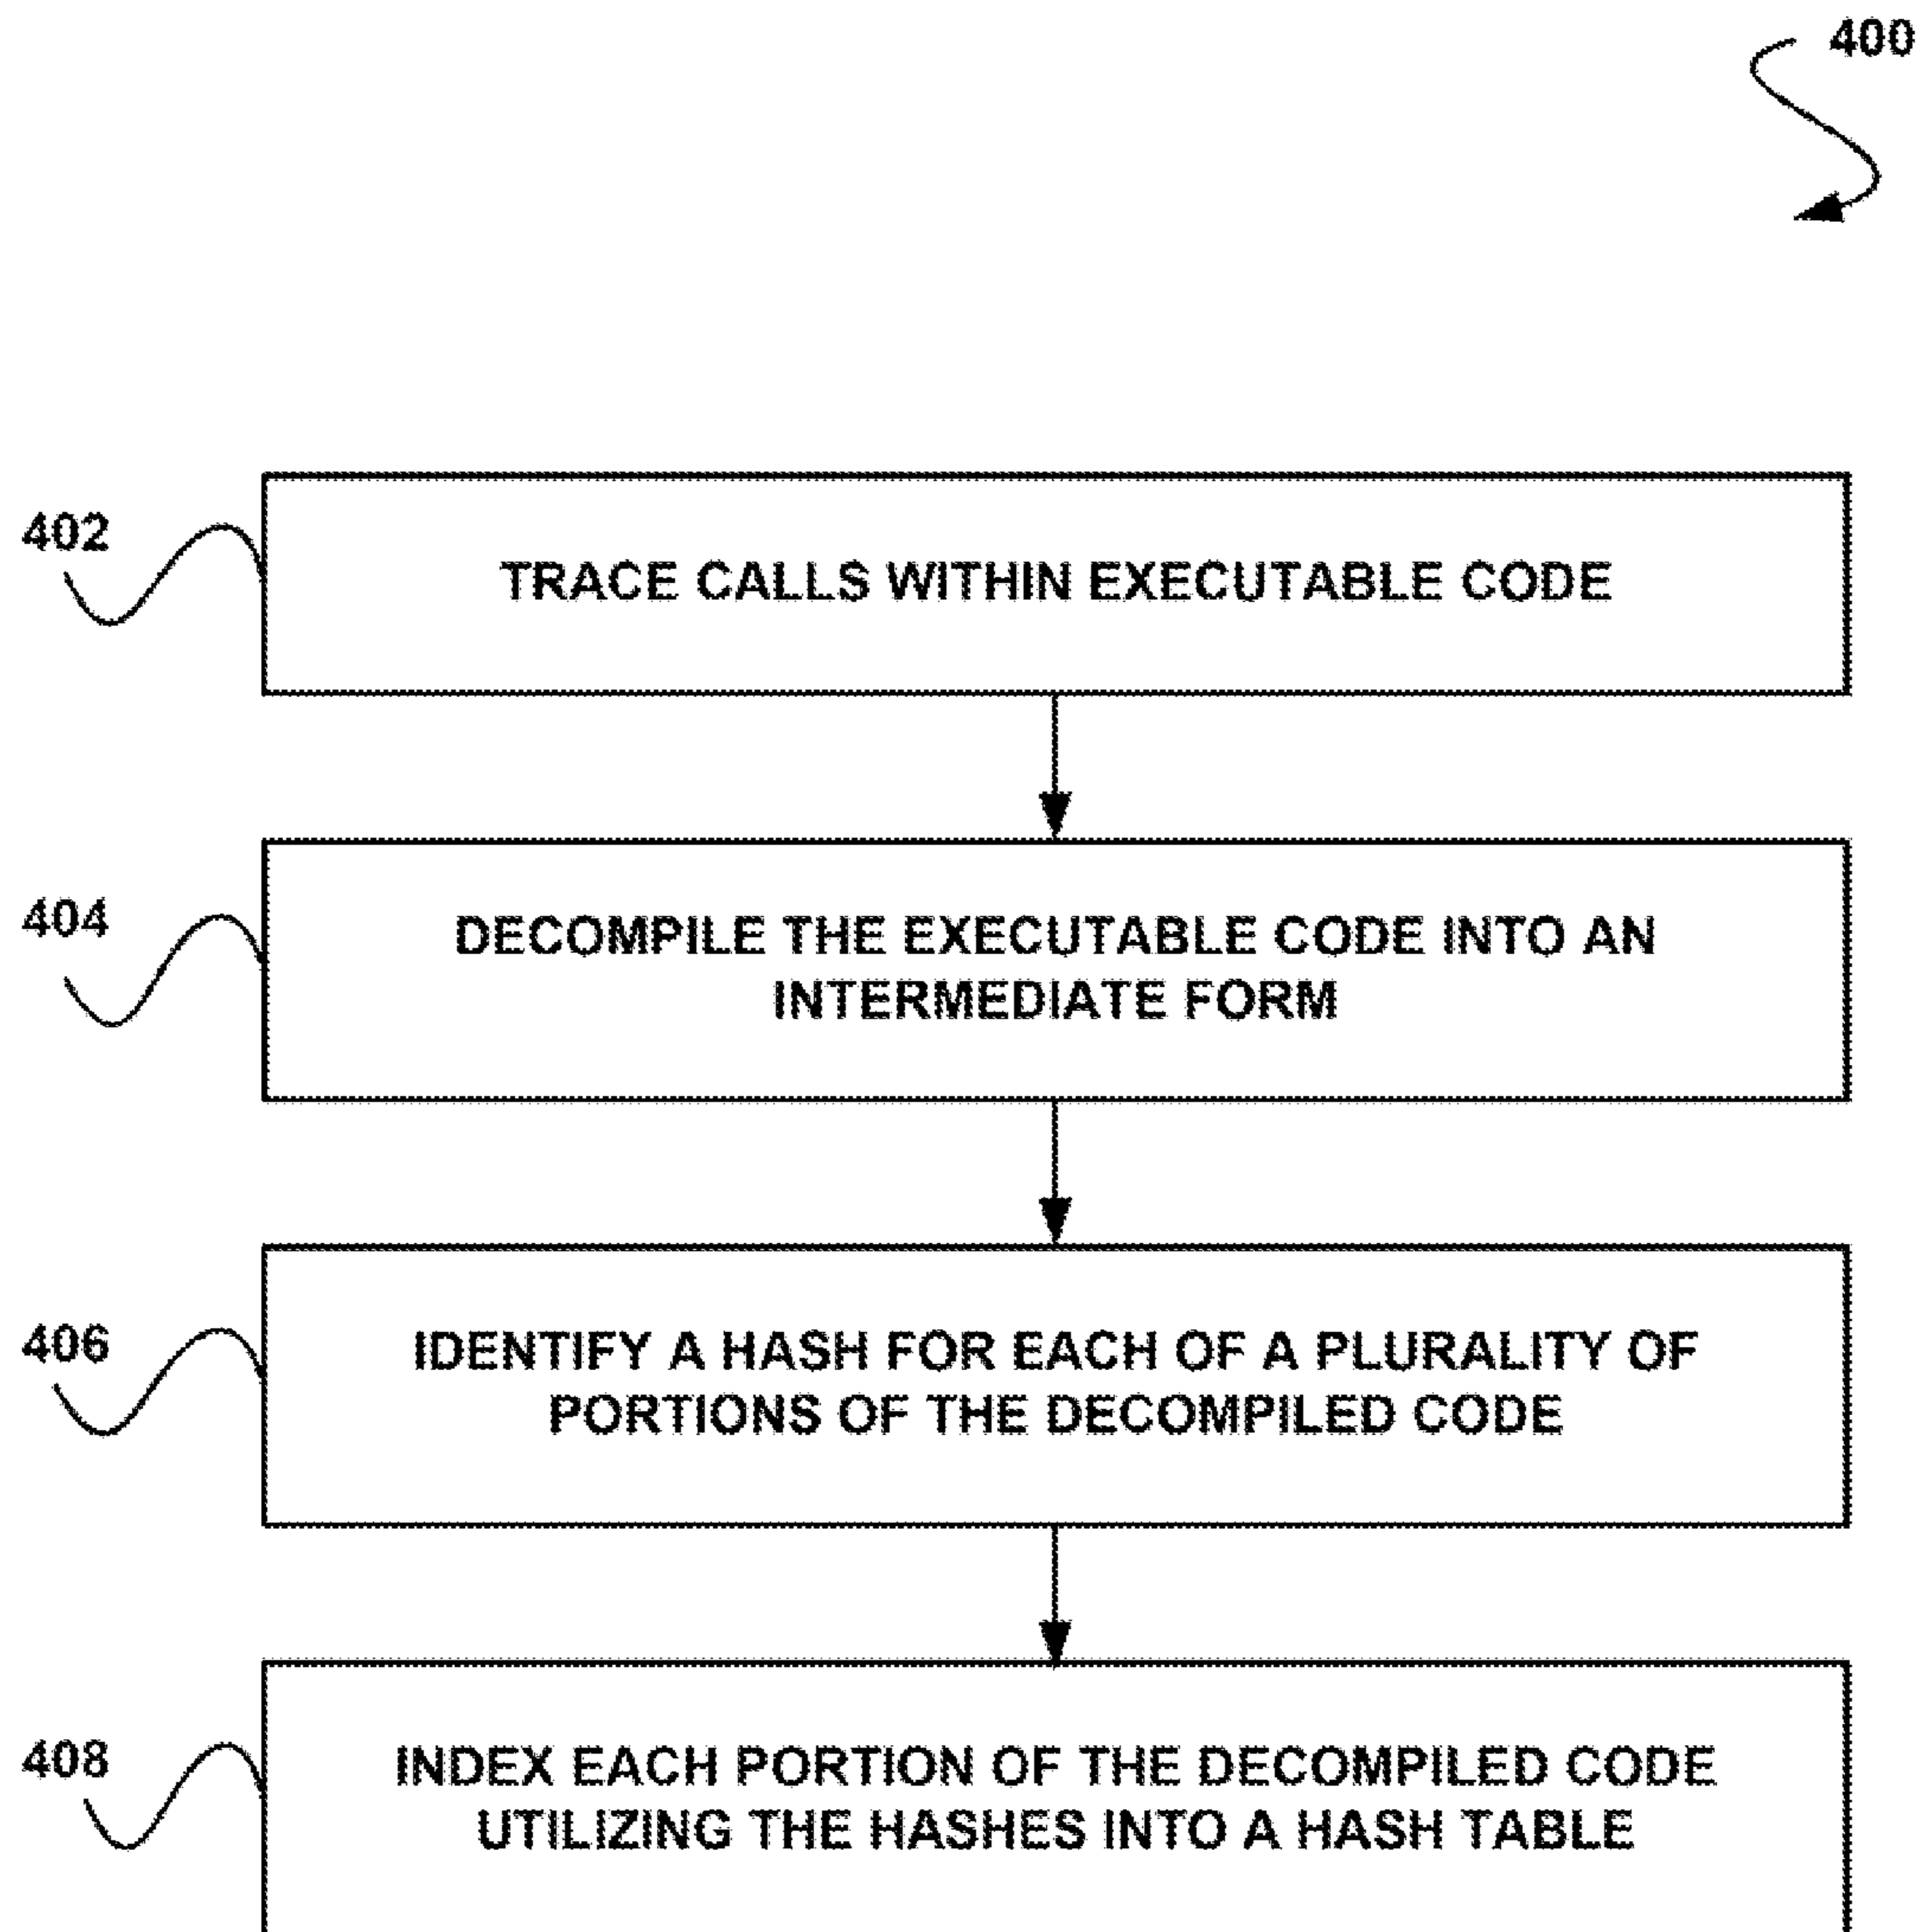 400
402
TRACE CALLS WITHIN EXECUTABLE CODE
404
DECOMPILE THE EXECUTABLE CODE INTO AN
INTERMEDIATE FORM
406
IDENTIFY A HASH FOR EACH OF A PLURALITY OF
PORTIONS OF THE DECOMPILED CODE
408
INDEX EACH PORTION OF THE DECOMPILED CODE
UTILIZING THE HASHES INTO A HASH TABLE